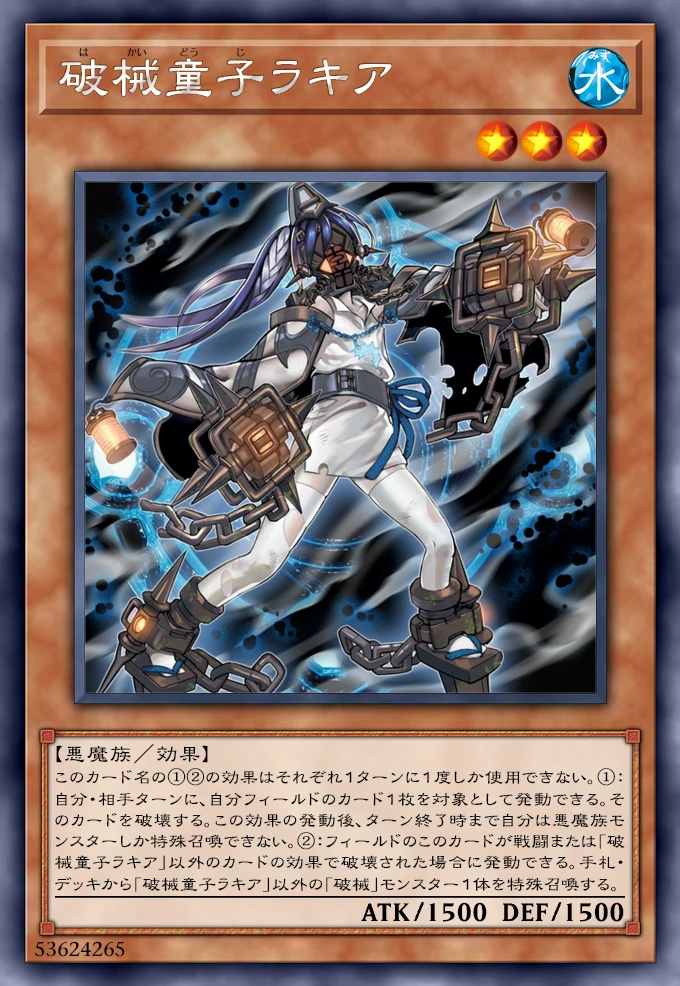 は かい どう じ
破械童子ラキア
みず
水
【悪魔族／効果】
このカード名の①②の効果はそれぞれ1ターンに1度しか使用できない。①：
自分・相手ターンに、自分フィールドのカード1枚を対象として発動できる。そ
のカードを破壊する。この効果の発動後、ターン終了時まで自分は悪魔族モ
ンスターしか特殊召喚できない。②：フィールドのこのカードが戦闘または「破
械童子ラキア」以外のカードの効果で破壊された場合に発動できる。手札・
デッキから「破械童子ラキア」以外の「破械」モンスター1体を特殊召喚する。
ATK/1500 DEF/1500
53624265